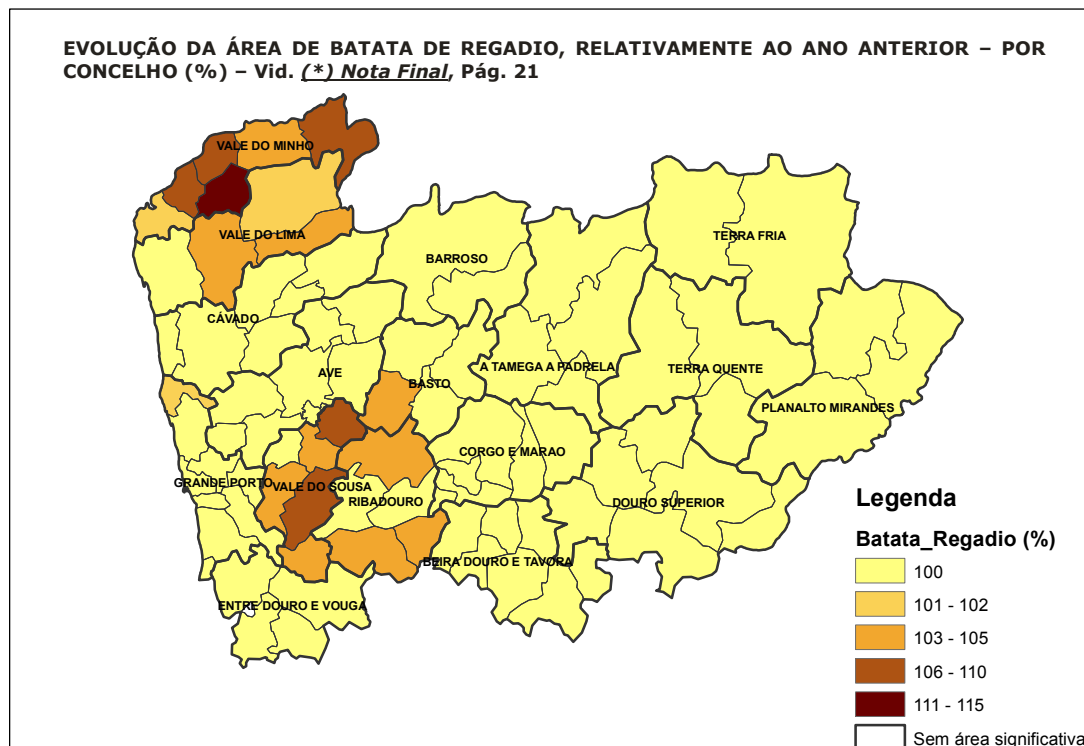 EVOLUÇÃO DA ÁREA DE BATATA DE REGADIO, RELATIVAMENTE AO ANO ANTERIOR – POR
CONCELHO (%) – Vid. (*) Nota Final, Pág. 21
VALE DO MINHO
VALE DO LIMA
TERRA FRIA
BARROSO
CÁVADO
AVE
BASTO
A TAMEGA A PADRELA
TERRA QUENTE
PLANALTO MIRANDES
CORGO E MARAO
GRANDE PORTO
VALE DO SOUSA
RIBADOURO
DOURO SUPERIOR
BEIRA DOURO E TAVORA
ENTRE DOURO E VOUGA
Legenda
Batata_Regadio (%)
100
101 - 102
103 - 105
106 - 110
111 - 115
Sem área significativa